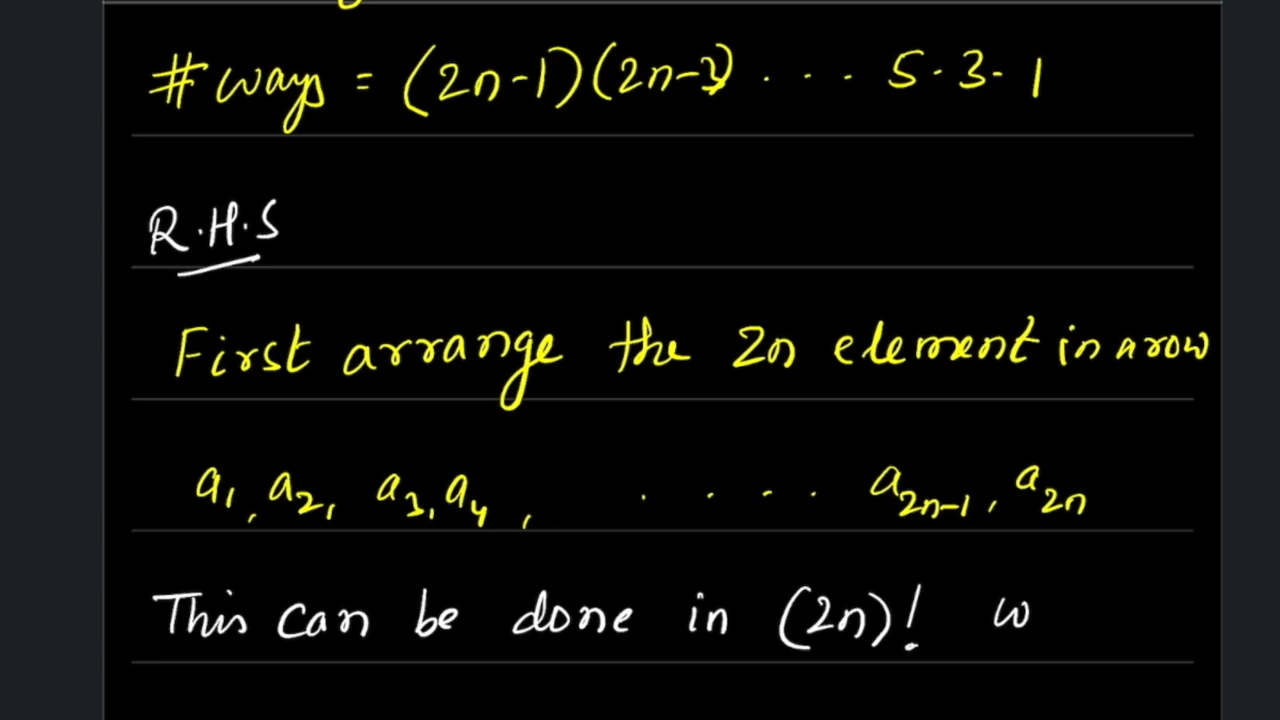 # ways = (2n-1)(2n-3) . . . . 5.3.1
R.H.S
First arrange the 2n element in a row
a₁, a₂, a₃, a₄, . . . . a₂ₙ₋₁, a₂ₙ
This can be done in (2n)! w